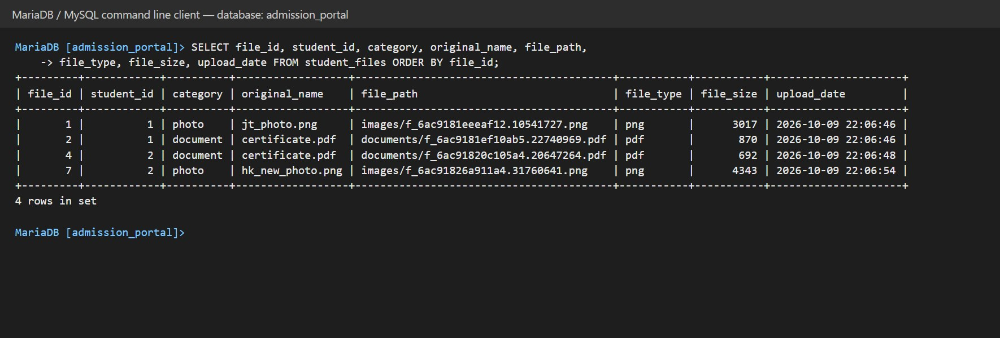 MariaDB / MySQL command line client — database: admission_portal
MariaDB [admission_portal]> SELECT file_id, student_id, category, original_name, file_path,
    -> file_type, file_size, upload_date FROM student_files ORDER BY file_id;
+---------+------------+----------+------------------+-----------------------------------------+-----------+-----------+---------------------+
| file_id | student_id | category | original_name    | file_path                               | file_type | file_size | upload_date         |
+---------+------------+----------+------------------+-----------------------------------------+-----------+-----------+---------------------+
|       1 |          1 | photo    | jt_photo.png     | images/f_6ac9181eeeaf12.10541727.png    | png       |      3017 | 2026-10-09 22:06:46 |
|       2 |          1 | document | certificate.pdf  | documents/f_6ac9181ef10ab5.22740969.pdf | pdf       |       870 | 2026-10-09 22:06:46 |
|       4 |          2 | document | certificate.pdf  | documents/f_6ac91820c105a4.20647264.pdf | pdf       |       692 | 2026-10-09 22:06:48 |
|       7 |          2 | photo    | hk_new_photo.png | images/f_6ac91826a911a4.31760641.png    | png       |      4343 | 2026-10-09 22:06:54 |
+---------+------------+----------+------------------+-----------------------------------------+-----------+-----------+---------------------+
4 rows in set
MariaDB [admission_portal]>